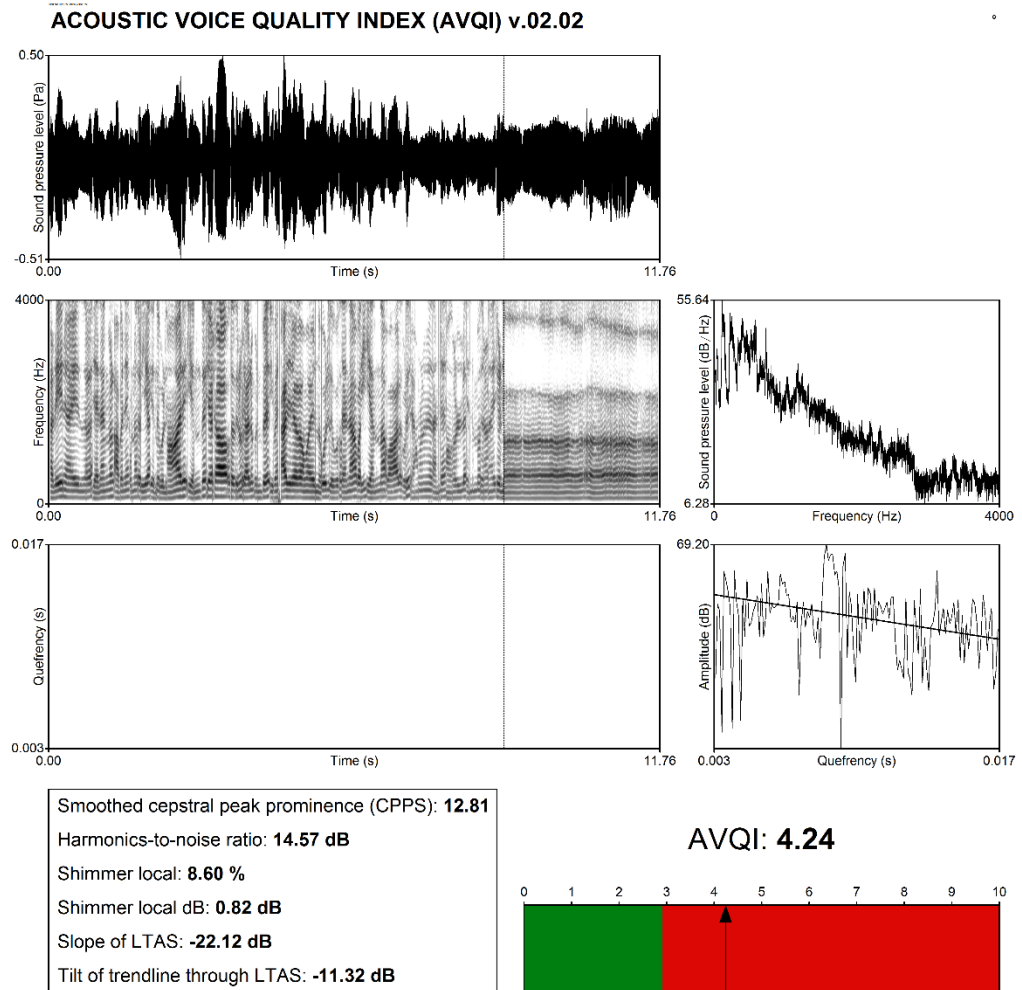 ACOUSTIC VOICE QUALITY INDEX (AVQI) v.02.02
0.50
Sound pressure level (Pa)
-0.51
0.00
Time (s)
11.76
4000
Frequency (Hz)
0
0.00
Time (s)
11.76
55.64
Sound pressure level (dB/Hz)
6.28
0
Frequency (Hz)
4000
0.017
Quefrency (s)
0.003
0.00
Time (s)
11.76
69.20
Amplitude (dB)
0.003
Quefrency (s)
0.017
Smoothed cepstral peak prominence (CPPS): 12.81
Harmonics-to-noise ratio: 14.57 dB
Shimmer local: 8.60 %
Shimmer local dB: 0.82 dB
Slope of LTAS: -22.12 dB
Tilt of trendline through LTAS: -11.32 dB
AVQI: 4.24
0 1 2 3 4 5 6 7 8 9 10